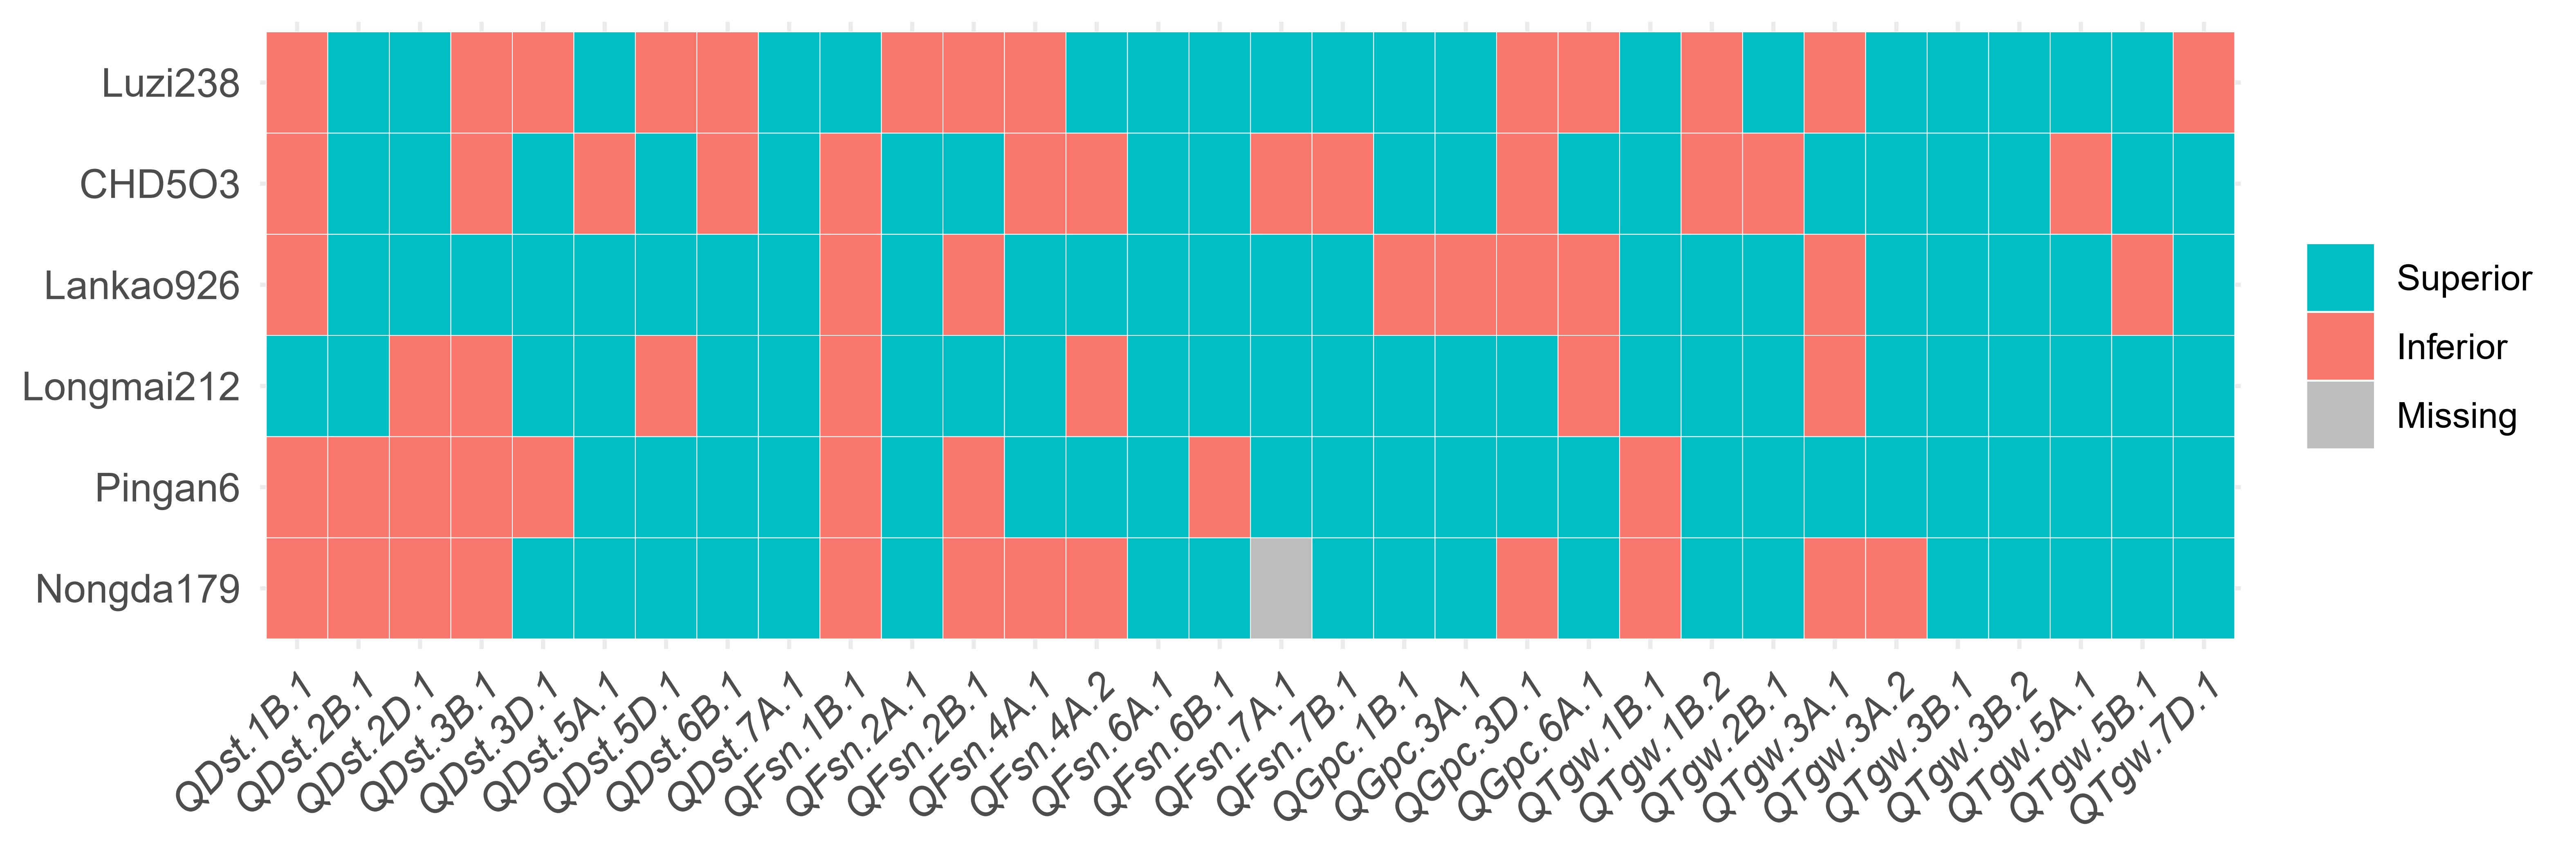 Luzi238
CHD5O3
Lankao926
Longmai212
Pingan6
Nongda179
QDst.1B.1
QDst.2B.1
QDst.2D.1
QDst.3B.1
QDst.3D.1
QDst.5A.1
QDst.5D.1
QDst.6B.1
QDst.7A.1
QFsn.1B.1
QFsn.2A.1
QFsn.2B.1
QFsn.4A.1
QFsn.4A.2
QFsn.6A.1
QFsn.6B.1
QFsn.7A.1
QFsn.7B.1
QGpc.1B.1
QGpc.3A.1
QGpc.3D.1
QGpc.6A.1
QTgw.1B.1
QTgw.1B.2
QTgw.2B.1
QTgw.3A.1
QTgw.3A.2
QTgw.3B.1
QTgw.3B.2
QTgw.5A.1
QTgw.5B.1
QTgw.7D.1
Superior
Inferior
Missing